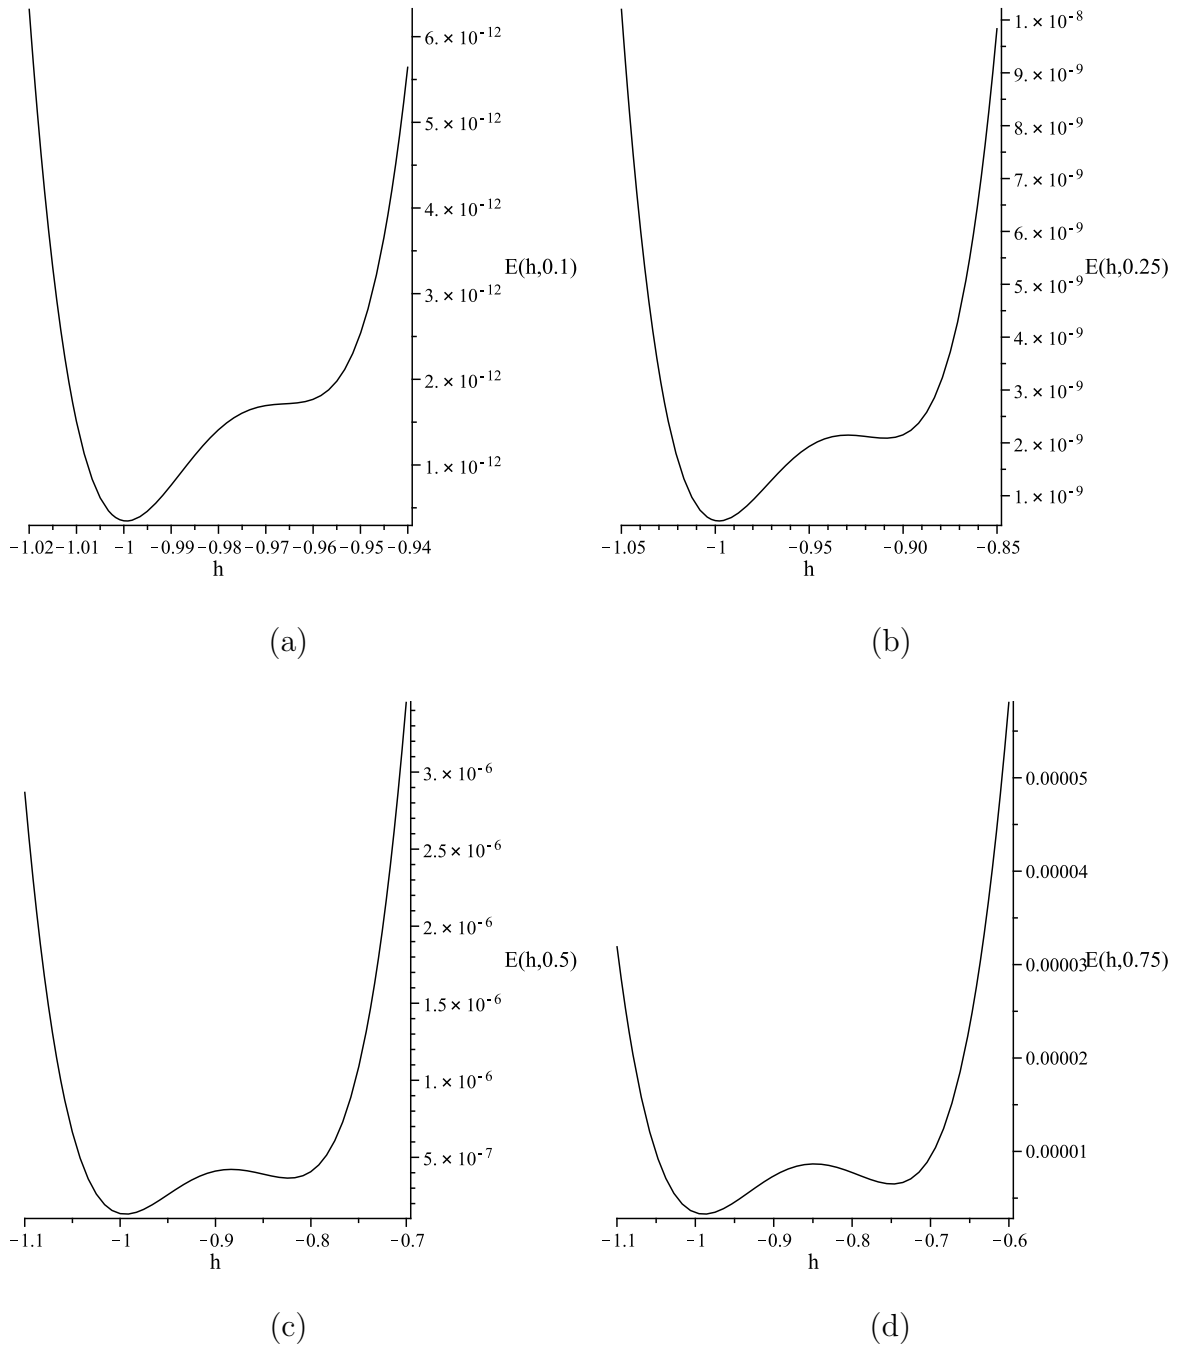 6. × 10⁻¹²
5. × 10⁻¹²
4. × 10⁻¹²
3. × 10⁻¹²
2. × 10⁻¹²
1. × 10⁻¹²
E(h,0.1)
−1.02 −1.01 −1 −0.99 −0.98 −0.97 −0.96 −0.95 −0.94
h
(a)
1. × 10⁻⁸
9. × 10⁻⁹
8. × 10⁻⁹
7. × 10⁻⁹
6. × 10⁻⁹
5. × 10⁻⁹
4. × 10⁻⁹
3. × 10⁻⁹
2. × 10⁻⁹
1. × 10⁻⁹
E(h,0.25)
−1.05 −1 −0.95 −0.90 −0.85
h
(b)
3. × 10⁻⁶
2.5 × 10⁻⁶
2. × 10⁻⁶
1.5 × 10⁻⁶
1. × 10⁻⁶
5. × 10⁻⁷
E(h,0.5)
−1.1 −1 −0.9 −0.8 −0.7
h
(c)
0.00005
0.00004
0.00003
0.00002
0.00001
E(h,0.75)
−1.1 −1 −0.9 −0.8 −0.7 −0.6
h
(d)